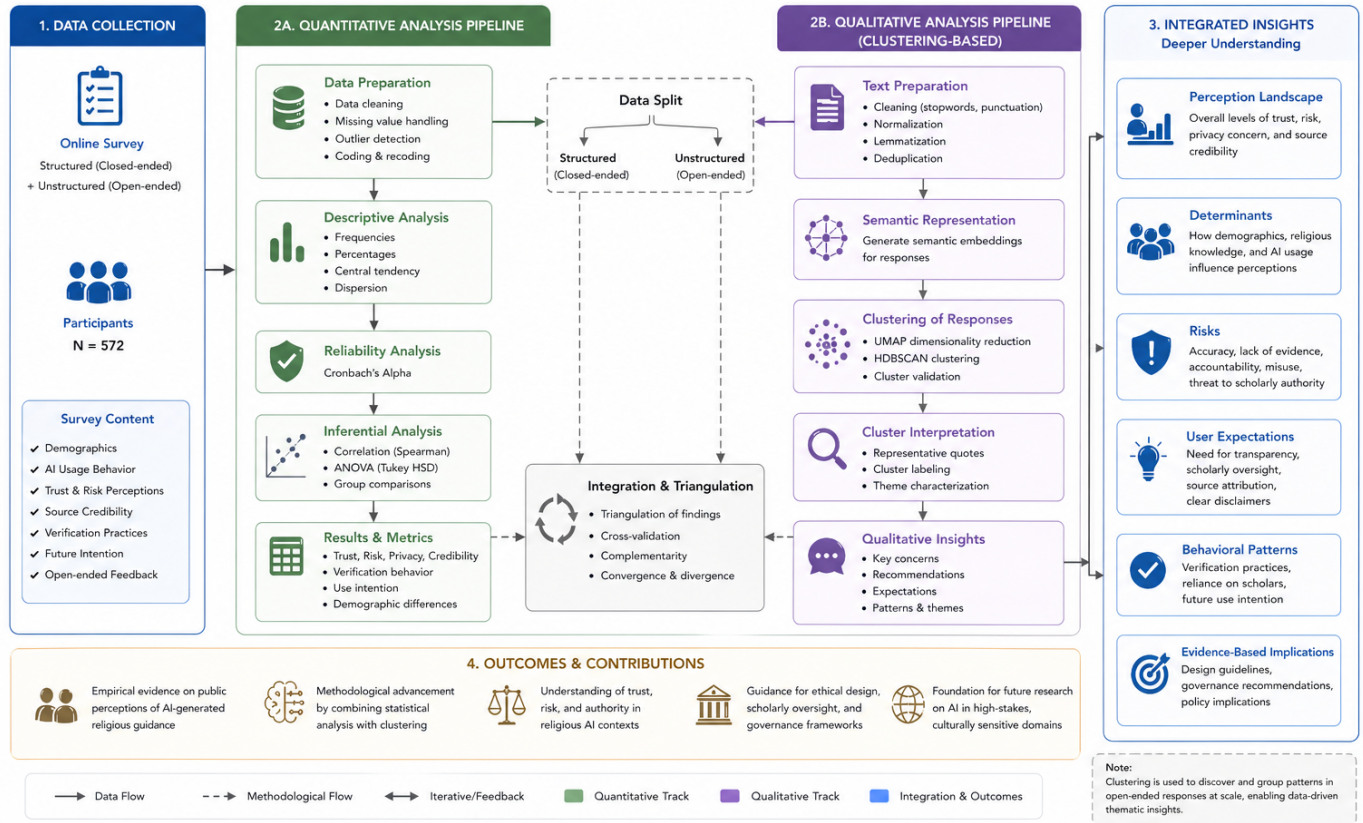 1. DATA COLLECTION
Online Survey
Structured (Closed-ended)
+ Unstructured (Open-ended)
Participants
N = 572
Survey Content
✔ Demographics
✔ AI Usage Behavior
✔ Trust & Risk Perceptions
✔ Source Credibility
✔ Verification Practices
✔ Future Intention
✔ Open-ended Feedback
2A. QUANTITATIVE ANALYSIS PIPELINE
Data Preparation
• Data cleaning
• Missing value handling
• Outlier detection
• Coding & recoding
Descriptive Analysis
• Frequencies
• Percentages
• Central tendency
• Dispersion
Reliability Analysis
Cronbach's Alpha
Inferential Analysis
• Correlation (Spearman)
• ANOVA (Tukey HSD)
• Group comparisons
Results & Metrics
• Trust, Risk, Privacy, Credibility
• Verification behavior
• Use intention
• Demographic differences
Data Split
Structured
(Closed-ended)
Unstructured
(Open-ended)
Integration & Triangulation
• Triangulation of findings
• Cross-validation
• Complementarity
• Convergence & divergence
2B. QUALITATIVE ANALYSIS PIPELINE
(CLUSTERING-BASED)
Text Preparation
• Cleaning (stopwords, punctuation)
• Normalization
• Lemmatization
• Deduplication
Semantic Representation
Generate semantic embeddings
for responses
Clustering of Responses
• UMAP dimensionality reduction
• HDBSCAN clustering
• Cluster validation
Cluster Interpretation
• Representative quotes
• Cluster labeling
• Theme characterization
Qualitative Insights
• Key concerns
• Recommendations
• Expectations
• Patterns & themes
3. INTEGRATED INSIGHTS
Deeper Understanding
Perception Landscape
Overall levels of trust, risk,
privacy concern, and source
credibility
Determinants
How demographics, religious
knowledge, and AI usage
influence perceptions
Risks
Accuracy, lack of evidence,
accountability, misuse,
threat to scholarly authority
User Expectations
Need for transparency,
scholarly oversight,
source attribution,
clear disclaimers
Behavioral Patterns
Verification practices,
reliance on scholars,
future use intention
Evidence-Based Implications
Design guidelines,
governance recommendations,
policy implications
4. OUTCOMES & CONTRIBUTIONS
Empirical evidence on public
perceptions of AI-generated
religious guidance
Methodological advancement
by combining statistical
analysis with clustering
Understanding of trust,
risk, and authority in
religious AI contexts
Guidance for ethical design,
scholarly oversight, and
governance frameworks
Foundation for future research
on AI in high-stakes,
culturally sensitive domains
Data Flow
Methodological Flow
Iterative/Feedback
Quantitative Track
Qualitative Track
Integration & Outcomes
Note:
Clustering is used to discover and group patterns in
open-ended responses at scale, enabling data-driven
thematic insights.